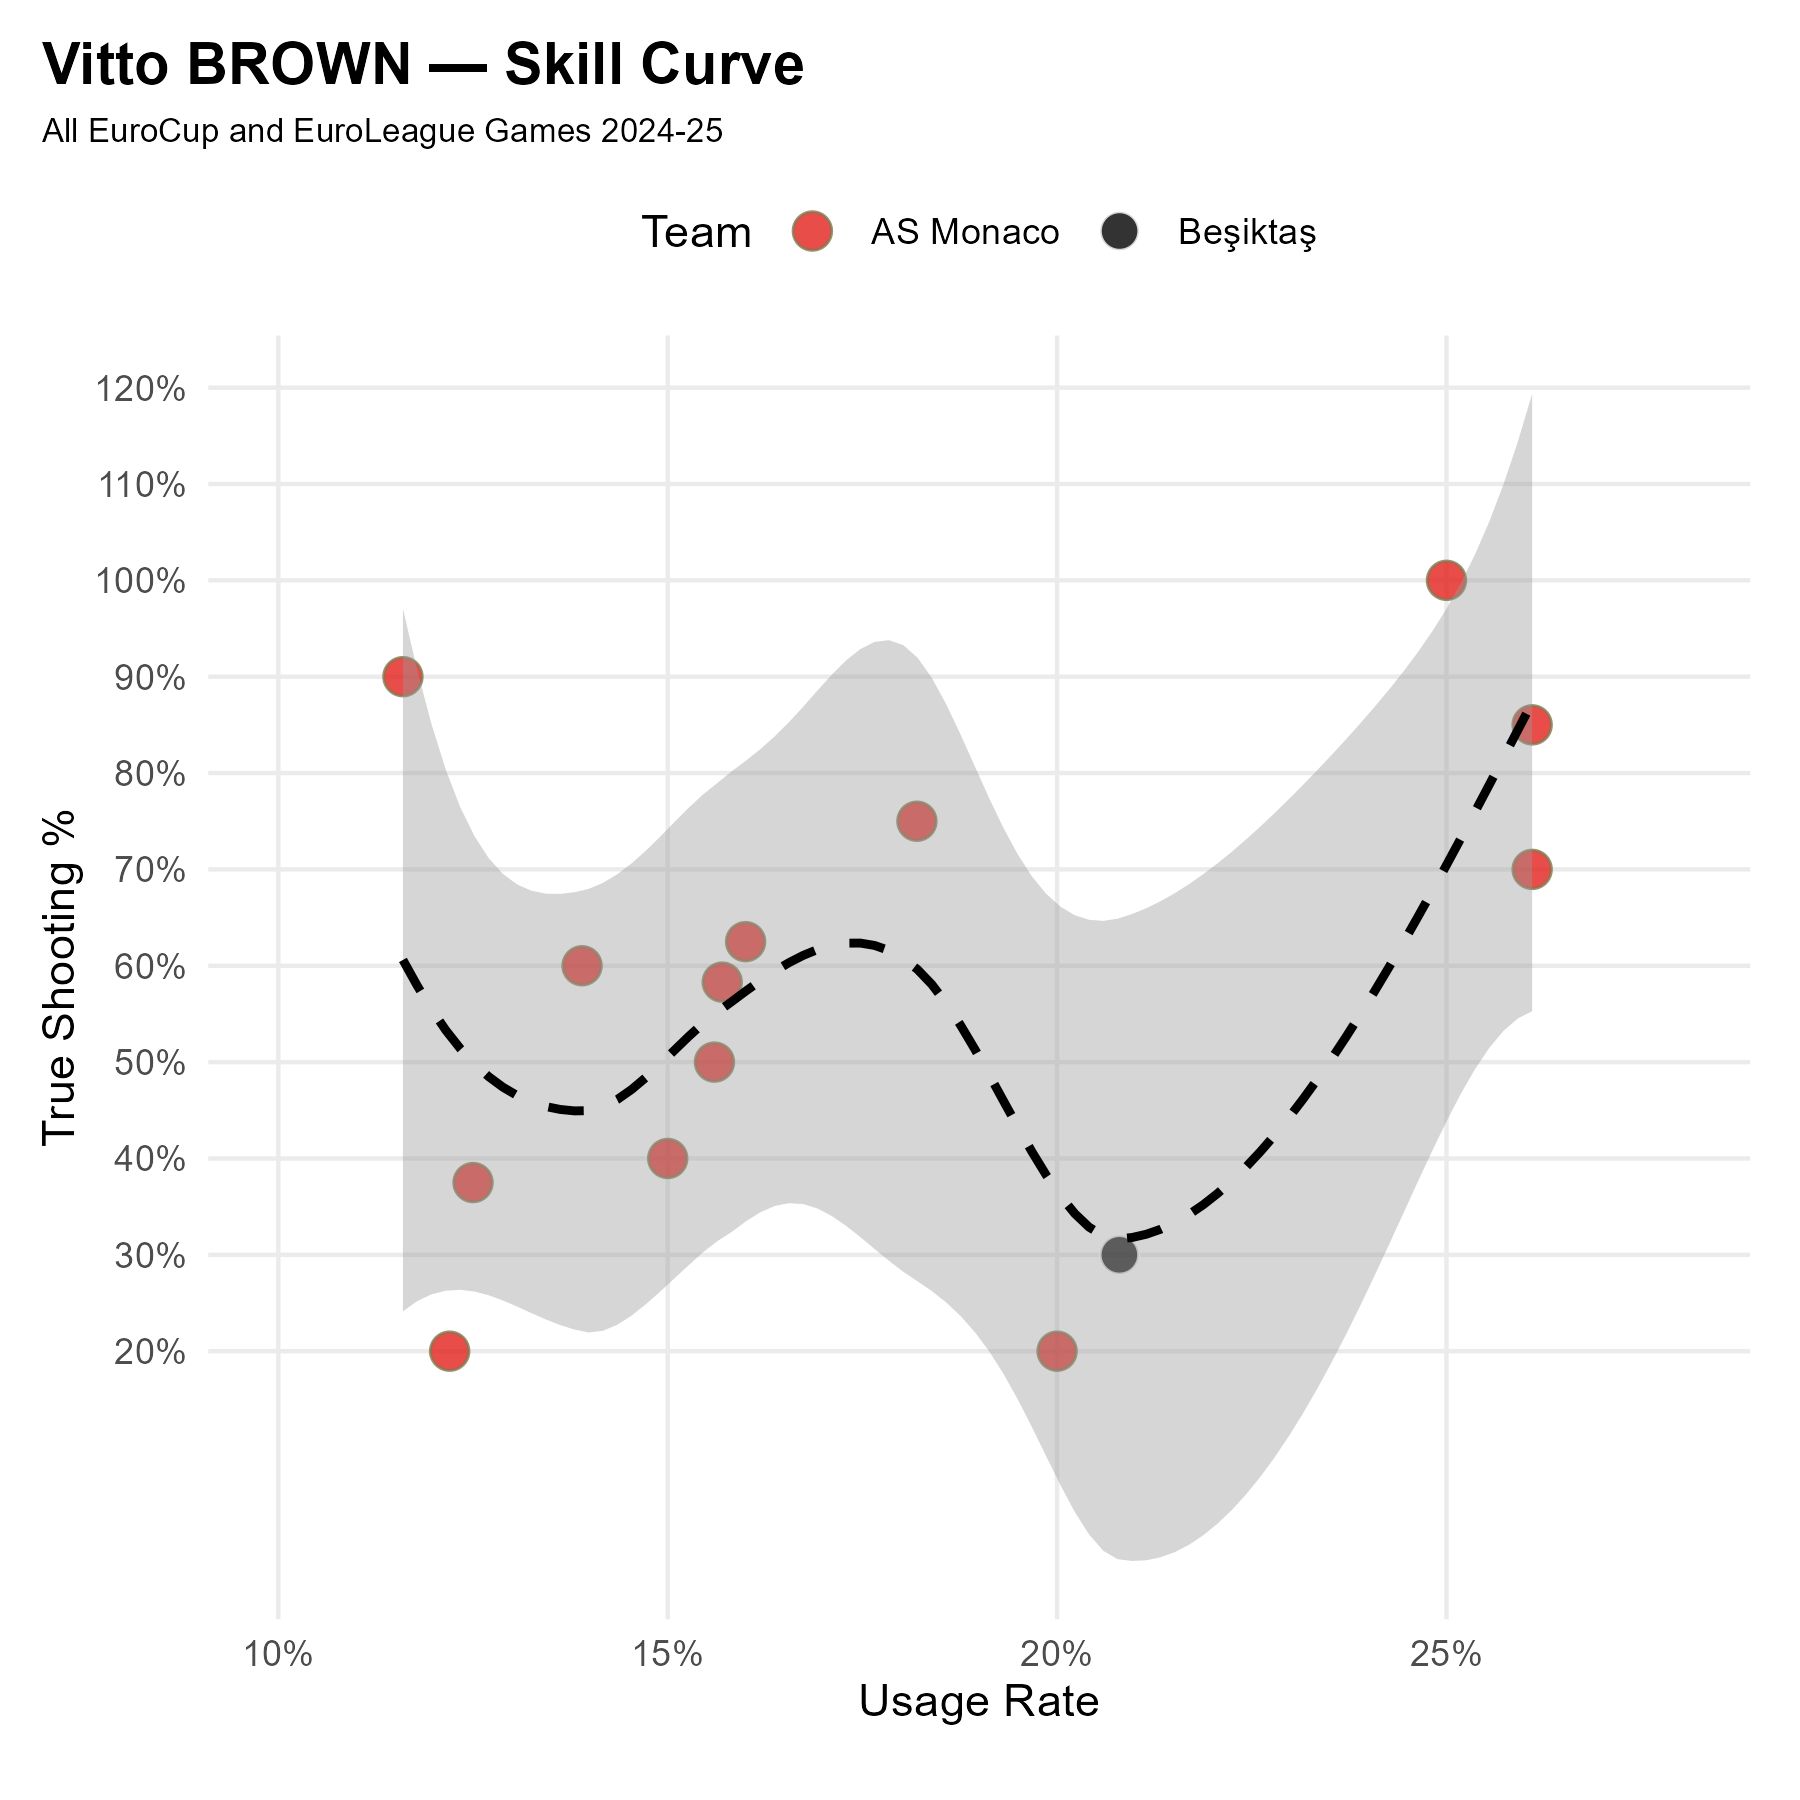 Vitto BROWN — Skill Curve
All EuroCup and EuroLeague Games 2024-25
Team AS Monaco Beşiktaş
120%
110%
100%
90%
80%
70%
60%
50%
40%
30%
20%
True Shooting %
10% 15% 20% 25%
Usage Rate